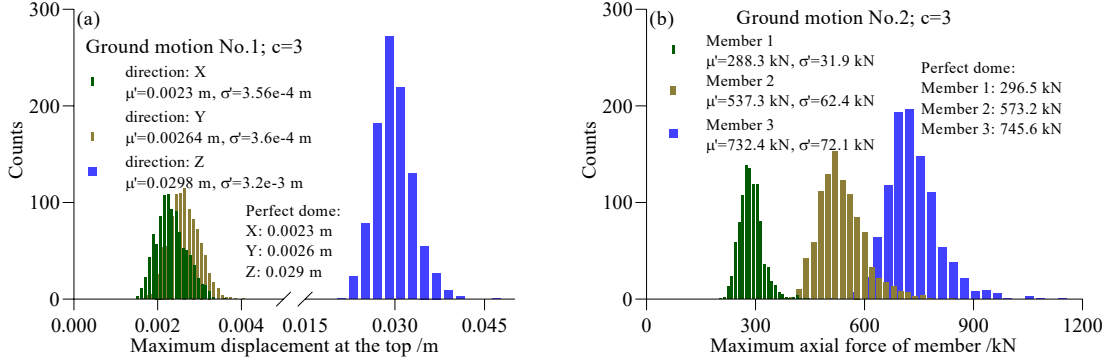 (a)
300
Ground motion No.1; c=3
direction: X
μ'=0.0023 m, σ'=3.56e-4 m
200
direction: Y
μ'=0.00264 m, σ'=3.6e-4 m
direction: Z
μ'=0.0298 m, σ'=3.2e-3 m
100
Perfect dome:
X: 0.0023 m
Y: 0.0026 m
Z: 0.029 m
0
Counts
0.000 0.002 0.004 0.015 0.030 0.045
Maximum displacement at the top /m
(b)
300
Ground motion No.2; c=3
Member 1
μ'=288.3 kN, σ'=31.9 kN
Member 2
μ'=537.3 kN, σ'=62.4 kN
Member 3
μ'=732.4 kN, σ'=72.1 kN
Perfect dome:
Member 1: 296.5 kN
Member 2: 573.2 kN
Member 3: 745.6 kN
200
100
0
Counts
0 300 600 900 1200
Maximum axial force of member /kN